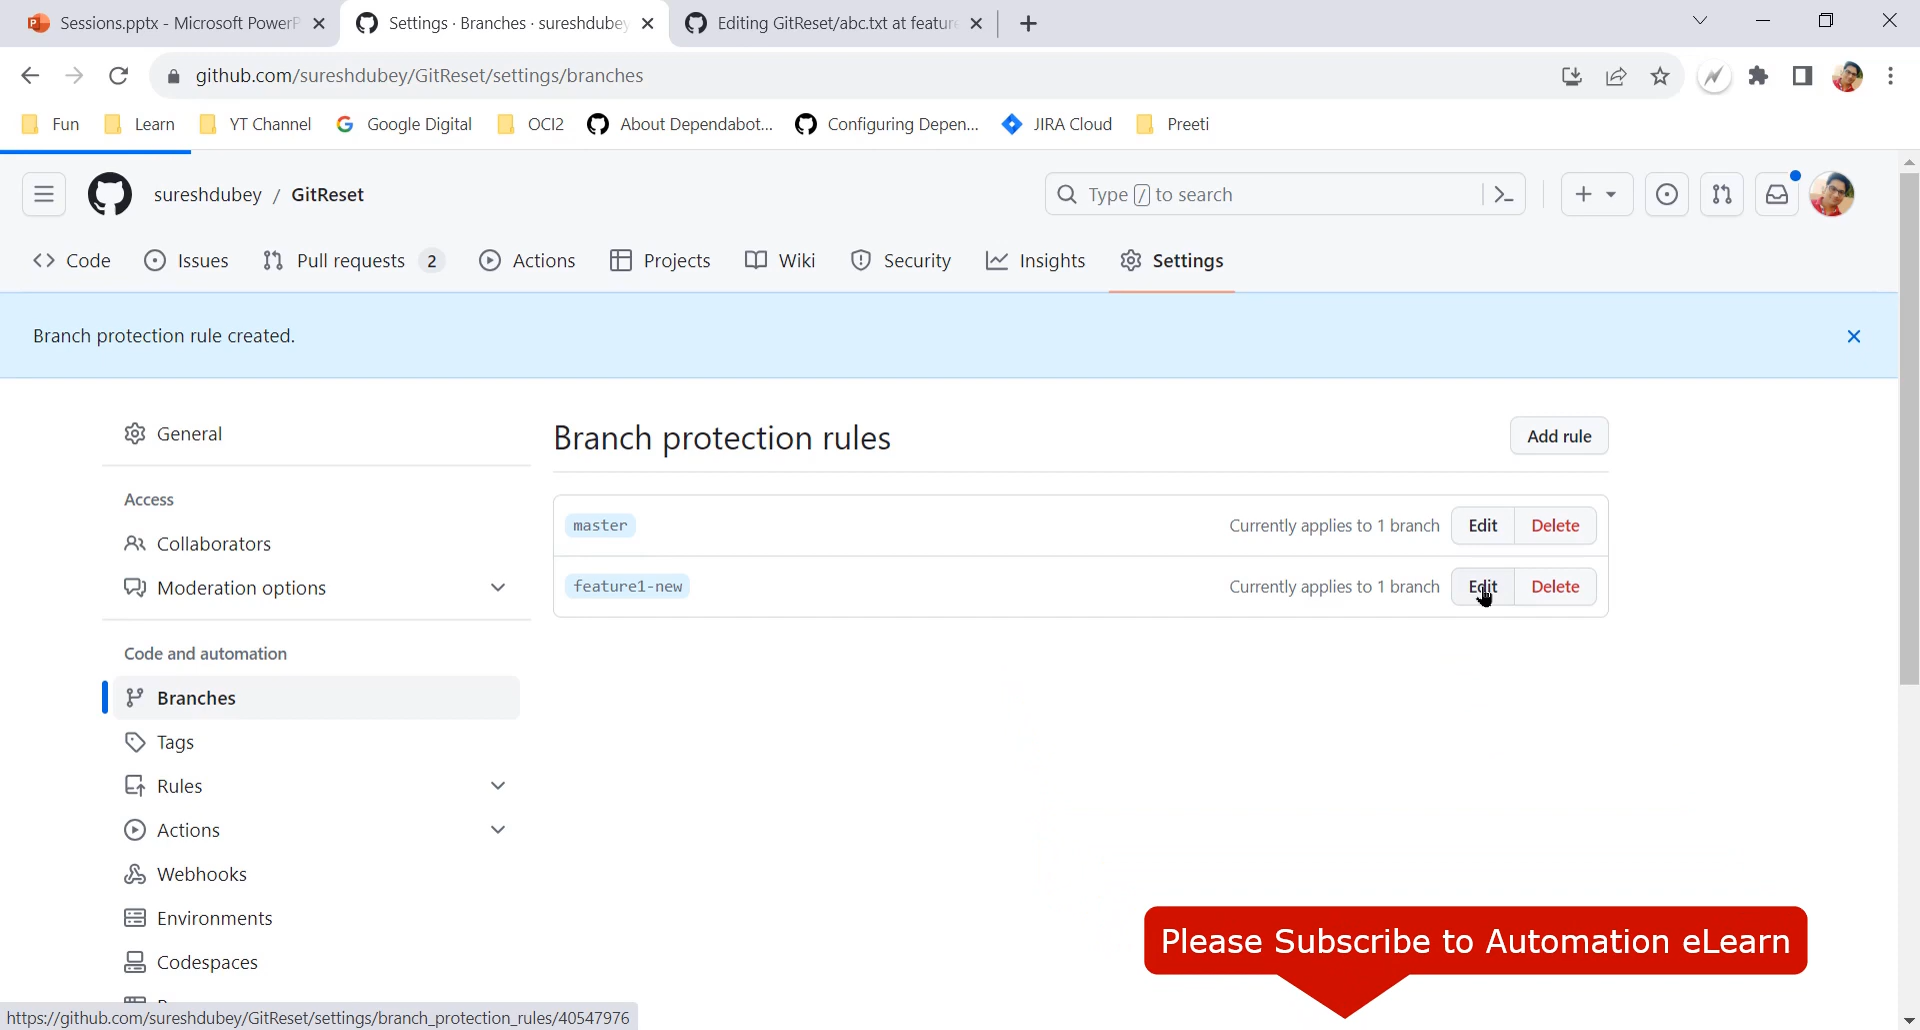 Sessions.pptx - Microsoft PowerP
Settings · Branches · sureshdubey
Editing GitReset/abc.txt at feature
github.com/sureshdubey/GitReset/settings/branches
Fun
Learn
YT Channel
Google Digital
OCI2
About Dependabot...
Configuring Depen...
JIRA Cloud
Preeti
sureshdubey / GitReset
Type / to search
Code
Issues
Pull requests 2
Actions
Projects
Wiki
Security
Insights
Settings
Branch protection rule created.
General
Access
Collaborators
Moderation options
Code and automation
Branches
Tags
Rules
Actions
Webhooks
Environments
Codespaces
Branch protection rules
Add rule
master
Currently applies to 1 branch
Edit
Delete
feature1-new
Currently applies to 1 branch
Edit
Delete
Please Subscribe to Automation eLearn
https://github.com/sureshdubey/GitReset/settings/branch_protection_rules/40547976